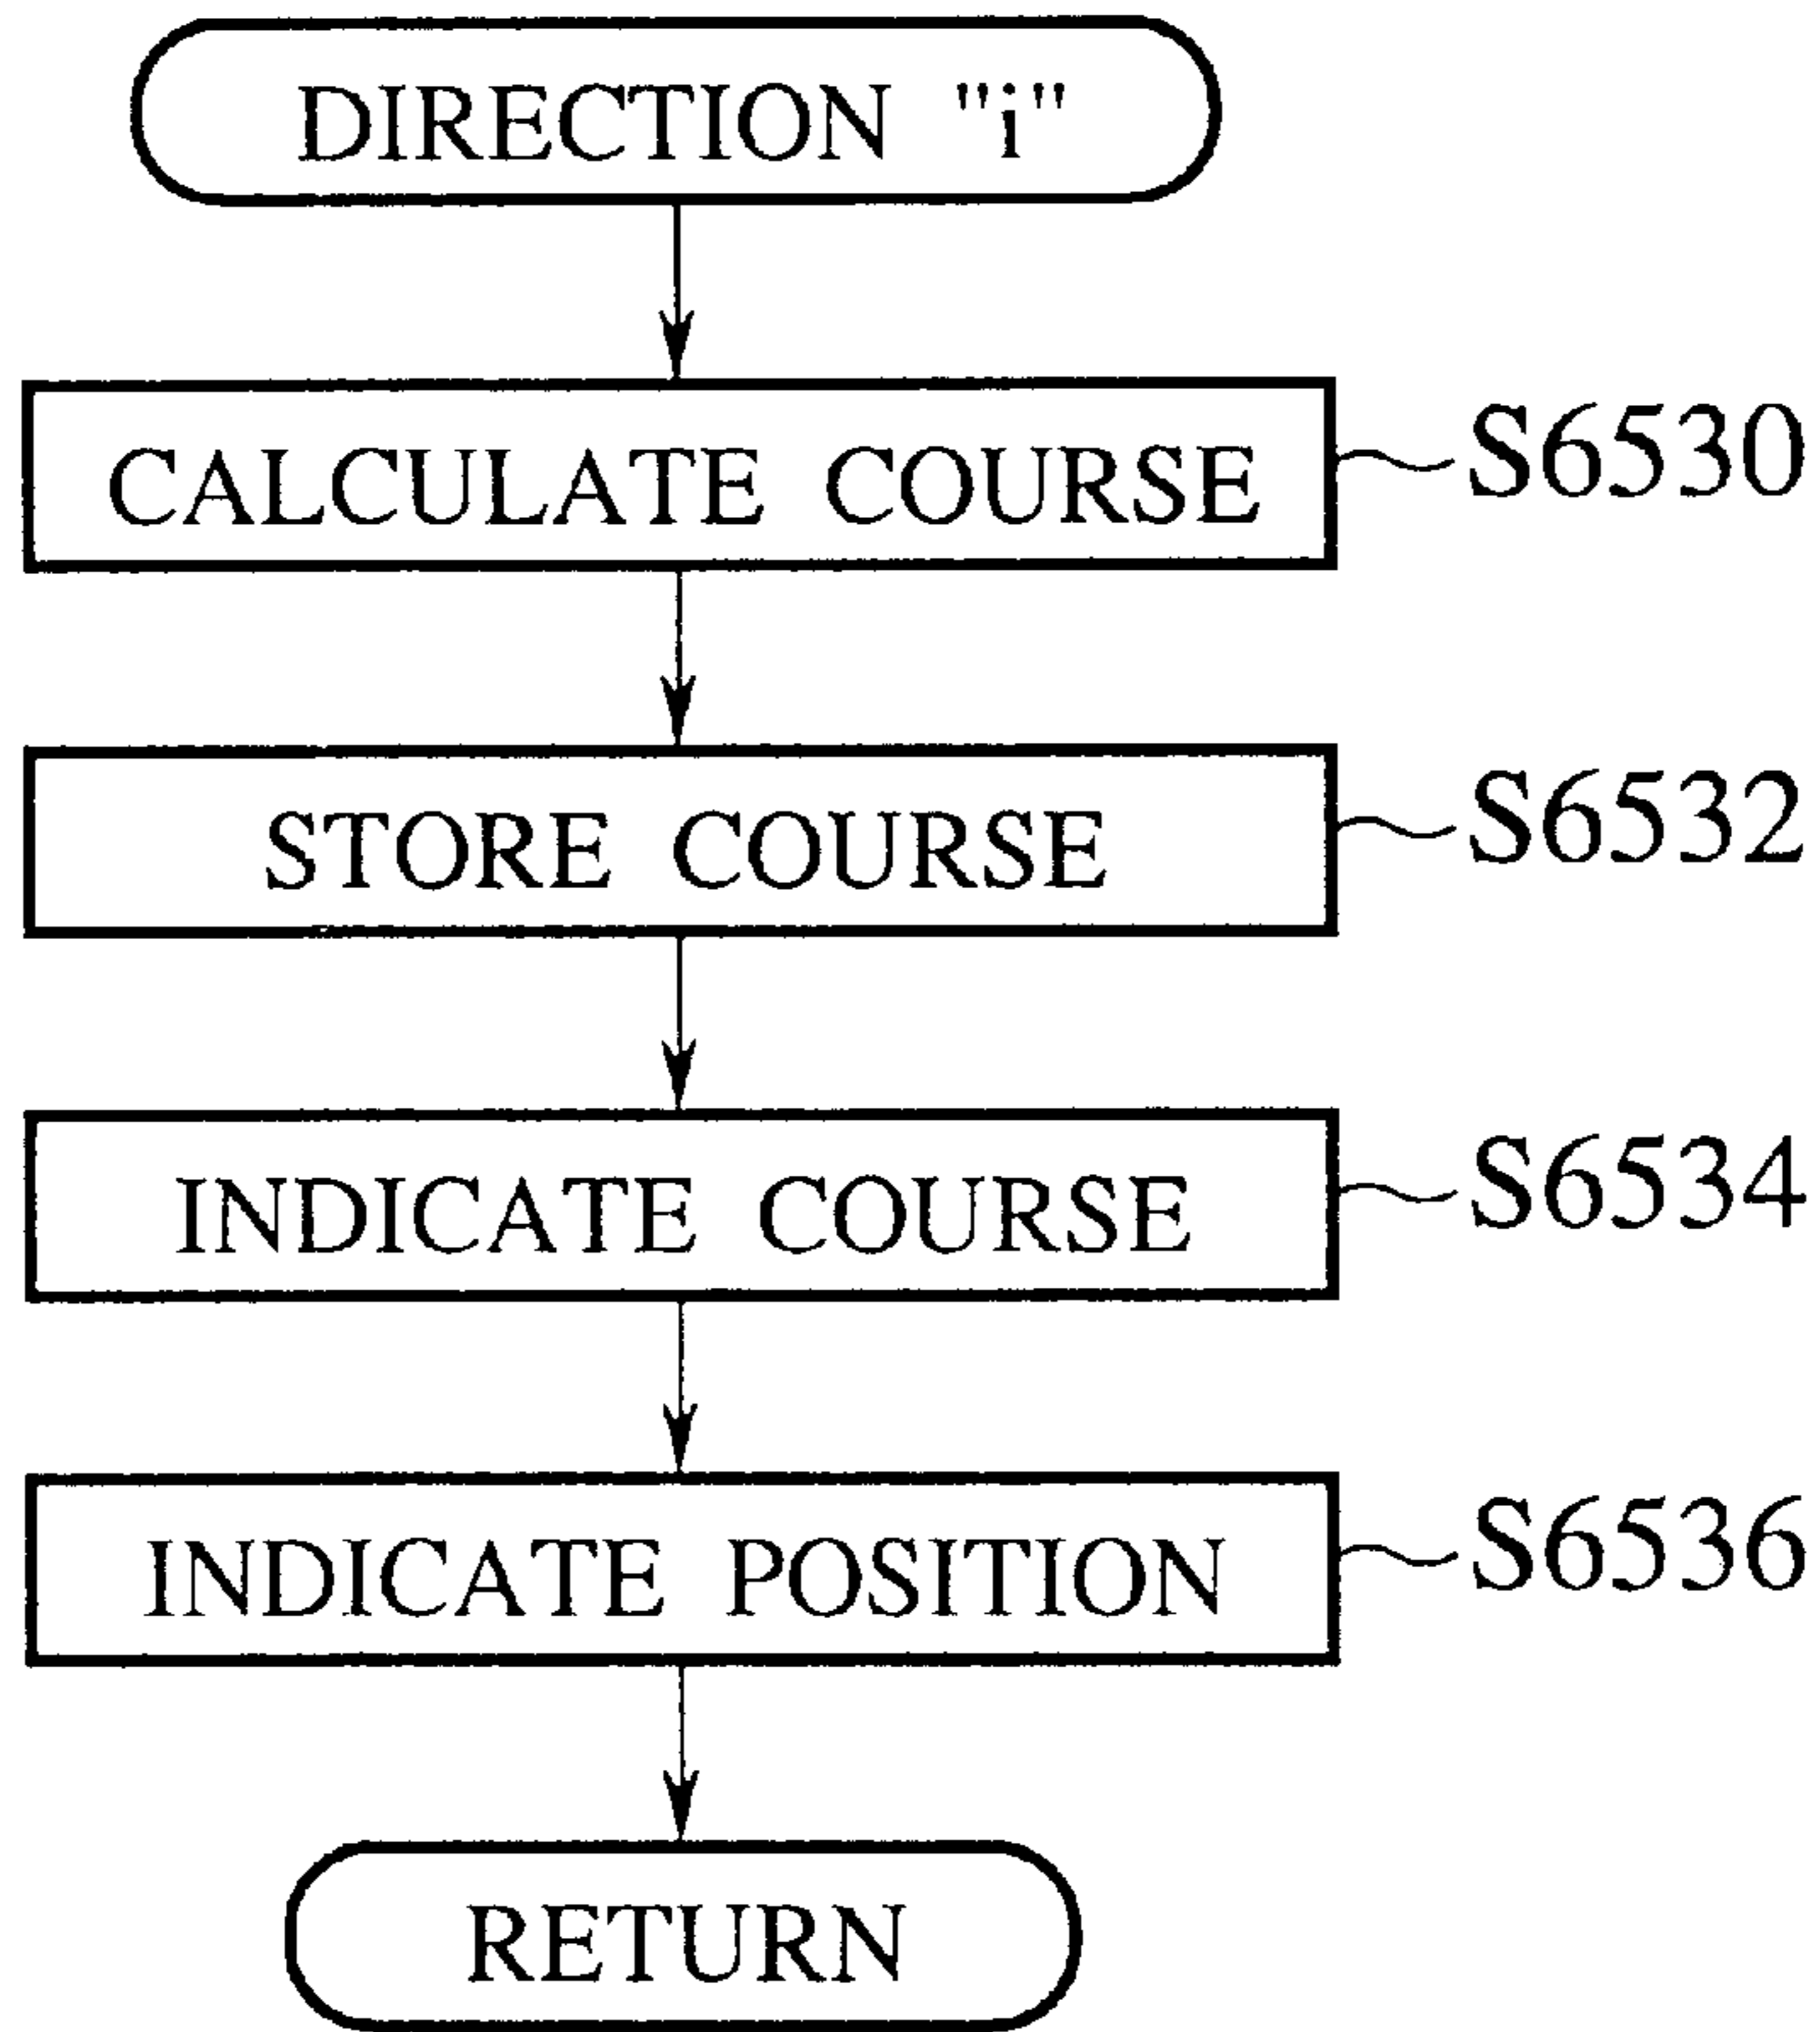 DIRECTION "i"
CALCULATE COURSE S6530
STORE COURSE S6532
INDICATE COURSE S6534
INDICATE POSITION S6536
RETURN